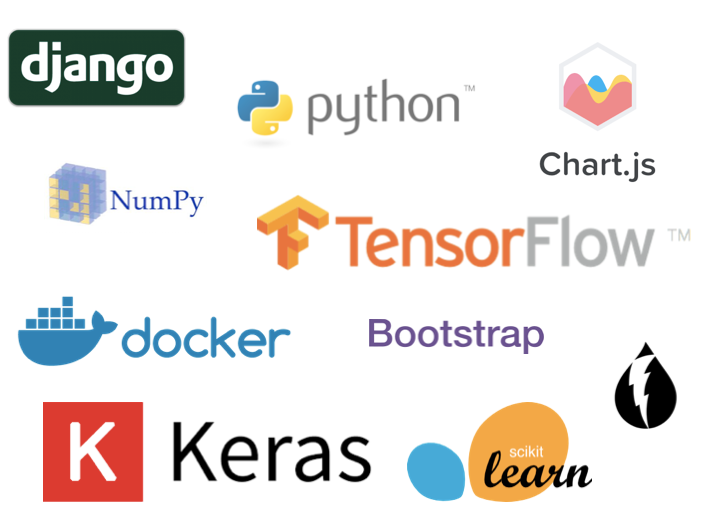 django
python™
Chart.js
NumPy
TensorFlow™
docker
Bootstrap
K Keras
scikit
learn